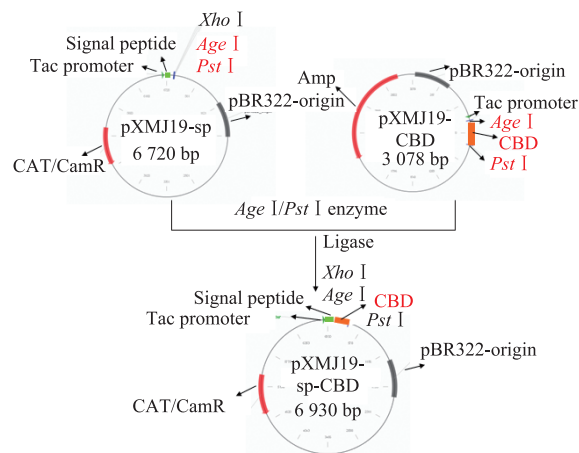 Xho Ⅰ
Signal peptide
Age Ⅰ
Tac promoter
Pst Ⅰ
pBR322-origin
pXMJ19-sp
6 720 bp
CAT/CamR
pBR322-origin
Amp
Tac promoter
pXMJ19-
CBD
3 078 bp
Age Ⅰ
CBD
Pst Ⅰ
Age Ⅰ/Pst Ⅰ enzyme
Ligase
Xho Ⅰ
Signal peptide
Age Ⅰ
CBD
Tac promoter
Pst Ⅰ
pBR322-origin
pXMJ19-
sp-CBD
6 930 bp
CAT/CamR